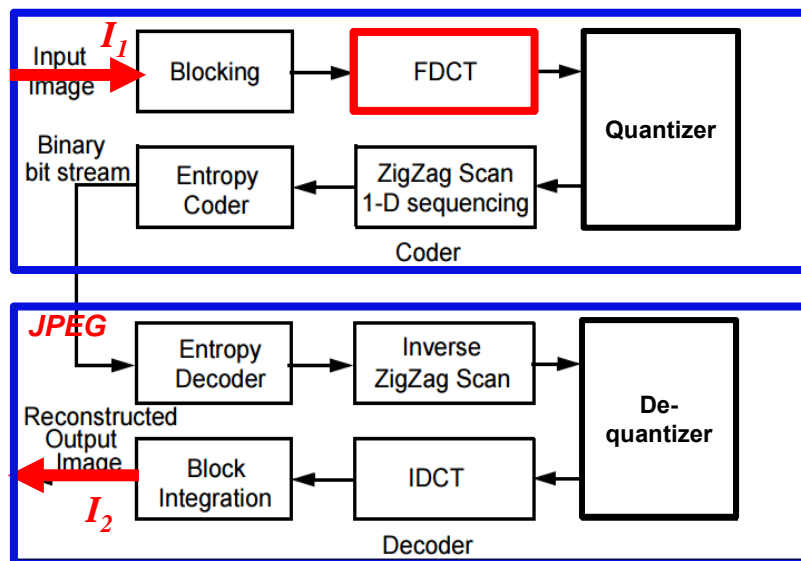 I1
Input
Image
Blocking
FDCT
Quantizer
Binary
bit stream
Entropy
Coder
ZigZag Scan
1-D sequencing
Coder
JPEG
Entropy
Decoder
Inverse
ZigZag Scan
De-
quantizer
Reconstructed
Output
Image
I2
Block
Integration
IDCT
Decoder